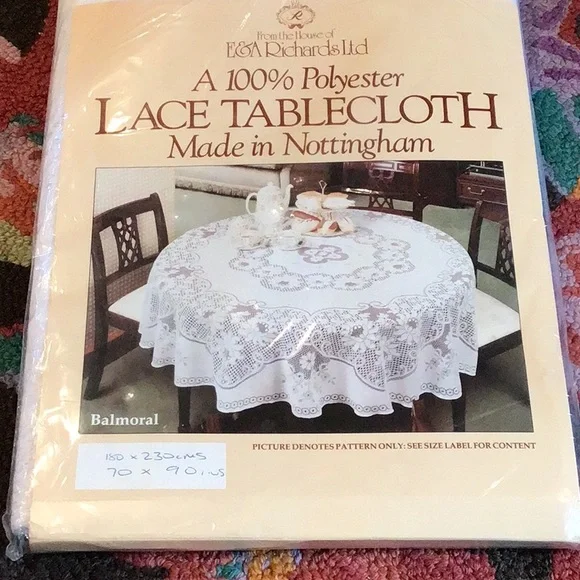 R
From the House of
E&A Richards Ltd
A 100% Polyester
LACE TABLECLOTH
Made in Nottingham
Balmoral
PICTURE DENOTES PATTERN ONLY: SEE SIZE LABEL FOR CONTENT
180 x 230cms
70 x 90ins